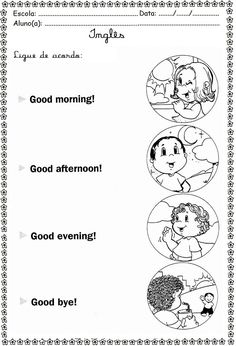 Escola: ........................................ Data: ......./......./.......
Aluno(a): ........................................
Inglês
Ligue de acordo:
Good morning!
Good afternoon!
Good evening!
Good bye!